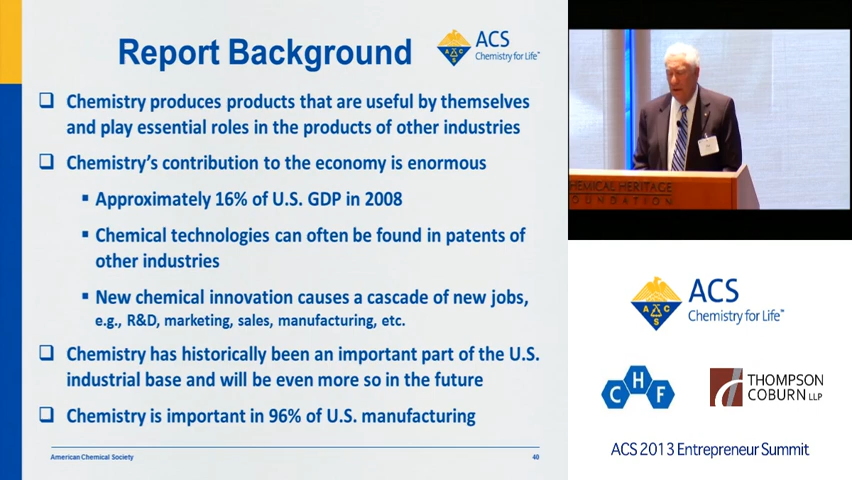 Report Background
ACS
Chemistry for Life™
A C S
Chemistry produces products that are useful by themselves
and play essential roles in the products of other industries
Chemistry's contribution to the economy is enormous
Approximately 16% of U.S. GDP in 2008
Chemical technologies can often be found in patents of
other industries
New chemical innovation causes a cascade of new jobs,
e.g., R&D, marketing, sales, manufacturing, etc.
Chemistry has historically been an important part of the U.S.
industrial base and will be even more so in the future
Chemistry is important in 96% of U.S. manufacturing
American Chemical Society
40
HEMICAL HERITAGE
OUNDATION
A C S
ACS
Chemistry for Life™
C H F
THOMPSON
COBURN LLP
ACS 2013 Entrepreneur Summit